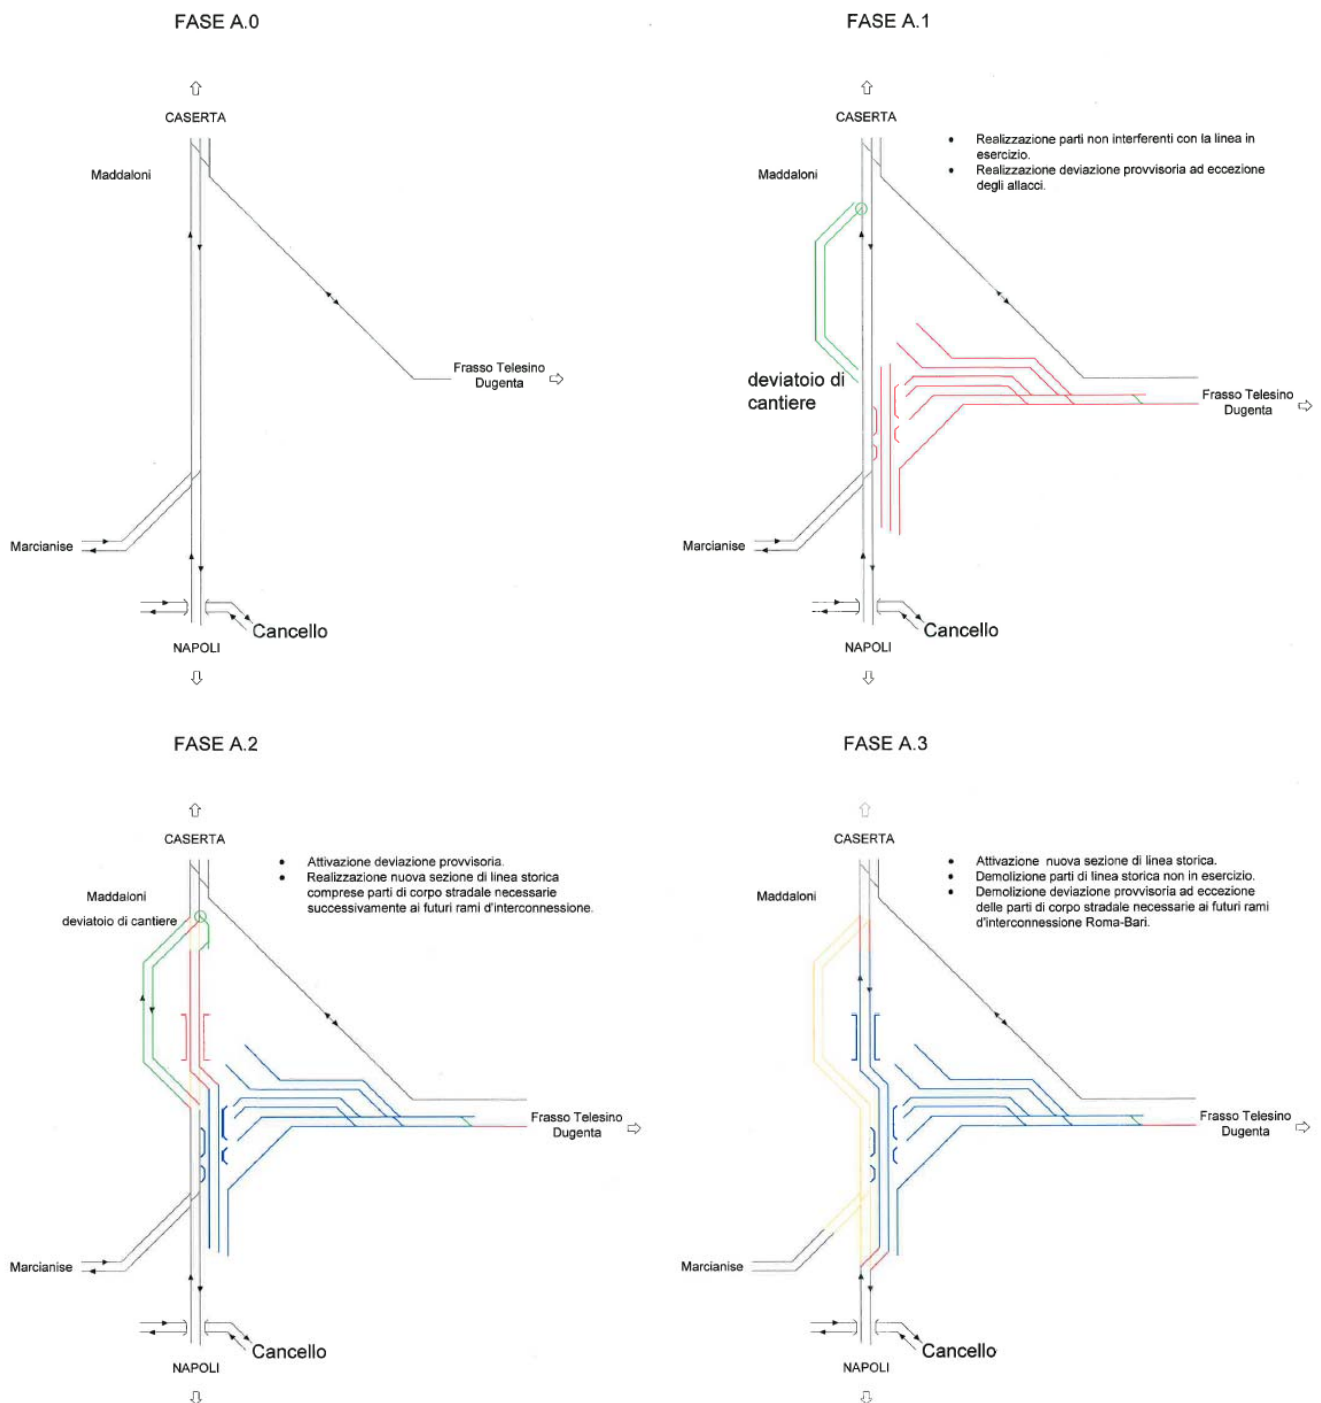 FASE A.0
CASERTA
Maddaloni
Frasso Telesino
Dugenta
Marcianise
Cancello
NAPOLI
FASE A.1
CASERTA
• Realizzazione parti non interferenti con la linea in
esercizio.
• Realizzazione deviazione provvisoria ad eccezione
degli allacci.
Maddaloni
deviatoio di
cantiere
Frasso Telesino
Dugenta
Marcianise
Cancello
NAPOLI
FASE A.2
CASERTA
• Attivazione deviazione provvisoria.
• Realizzazione nuova sezione di linea storica
comprese parti di corpo stradale necessarie
successivamente ai futuri rami d'interconnessione.
Maddaloni
deviatoio di cantiere
Frasso Telesino
Dugenta
Marcianise
Cancello
NAPOLI
FASE A.3
CASERTA
• Attivazione nuova sezione di linea storica.
• Demolizione parti di linea storica non in esercizio.
• Demolizione deviazione provvisoria ad eccezione
delle parti di corpo stradale necessarie ai futuri rami
d'interconnessione Roma-Bari.
Maddaloni
Frasso Telesino
Dugenta
Marcianise
Cancello
NAPOLI